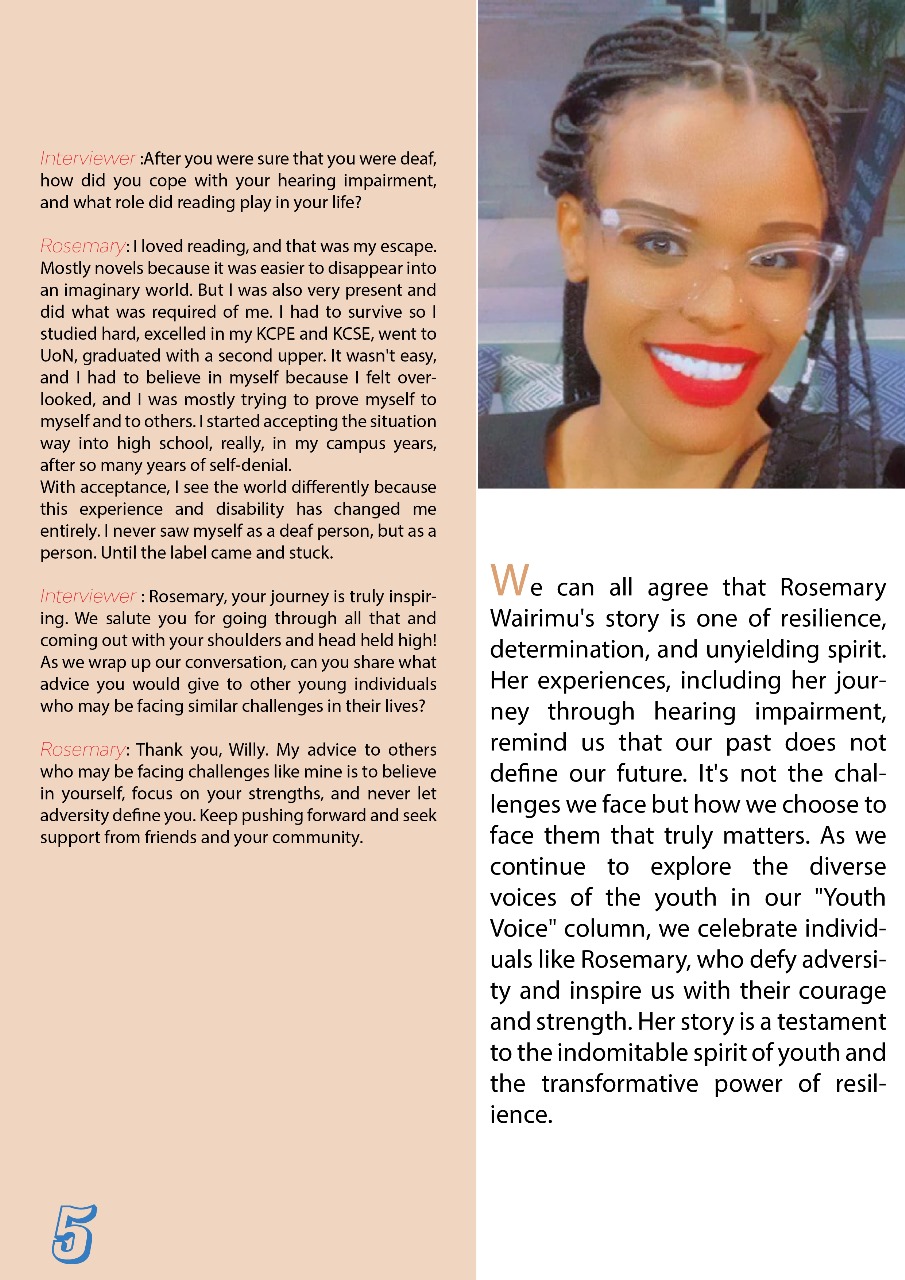 Interviewer :After you were sure that you were deaf,
how did you cope with your hearing impairment,
and what role did reading play in your life?
Rosemary: I loved reading, and that was my escape.
Mostly novels because it was easier to disappear into
an imaginary world. But I was also very present and
did what was required of me. I had to survive so I
studied hard, excelled in my KCPE and KCSE, went to
UoN, graduated with a second upper. It wasn't easy,
and I had to believe in myself because I felt over-
looked, and I was mostly trying to prove myself to
myself and to others. I started accepting the situation
way into high school, really, in my campus years,
after so many years of self-denial.
With acceptance, I see the world differently because
this experience and disability has changed me
entirely. I never saw myself as a deaf person, but as a
person. Until the label came and stuck.
Interviewer : Rosemary, your journey is truly inspir-
ing. We salute you for going through all that and
coming out with your shoulders and head held high!
As we wrap up our conversation, can you share what
advice you would give to other young individuals
who may be facing similar challenges in their lives?
Rosemary: Thank you, Willy. My advice to others
who may be facing challenges like mine is to believe
in yourself, focus on your strengths, and never let
adversity define you. Keep pushing forward and seek
support from friends and your community.
We can all agree that Rosemary
Wairimu's story is one of resilience,
determination, and unyielding spirit.
Her experiences, including her jour-
ney through hearing impairment,
remind us that our past does not
define our future. It's not the chal-
lenges we face but how we choose to
face them that truly matters. As we
continue to explore the diverse
voices of the youth in our "Youth
Voice" column, we celebrate individ-
uals like Rosemary, who defy adversi-
ty and inspire us with their courage
and strength. Her story is a testament
to the indomitable spirit of youth and
the transformative power of resil-
ience.
5